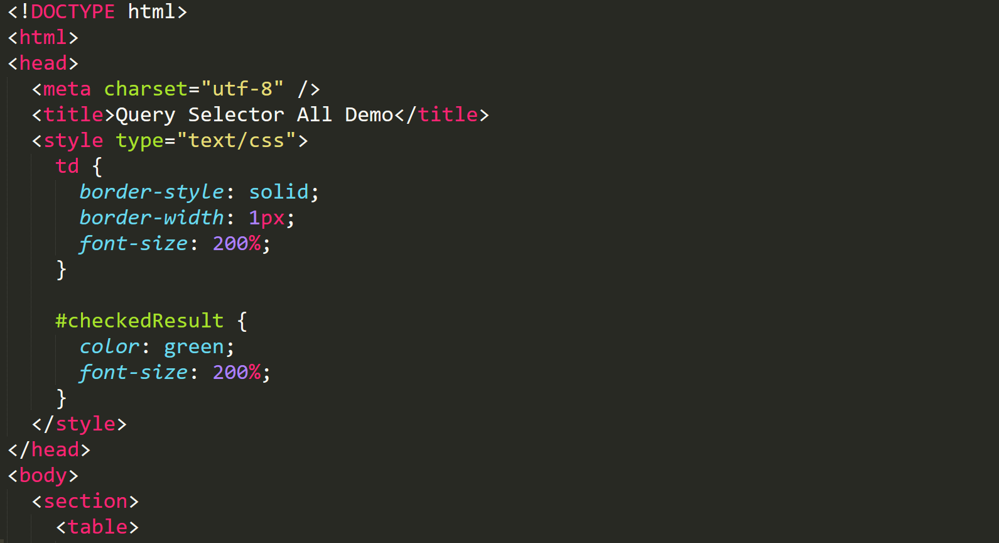 <!DOCTYPE html>
<html>
<head>
  <meta charset="utf-8" />
  <title>Query Selector All Demo</title>
  <style type="text/css">
    td {
      border-style: solid;
      border-width: 1px;
      font-size: 200%;
    }

    #checkedResult {
      color: green;
      font-size: 200%;
    }
  </style>
</head>
<body>
  <section>
    <table>